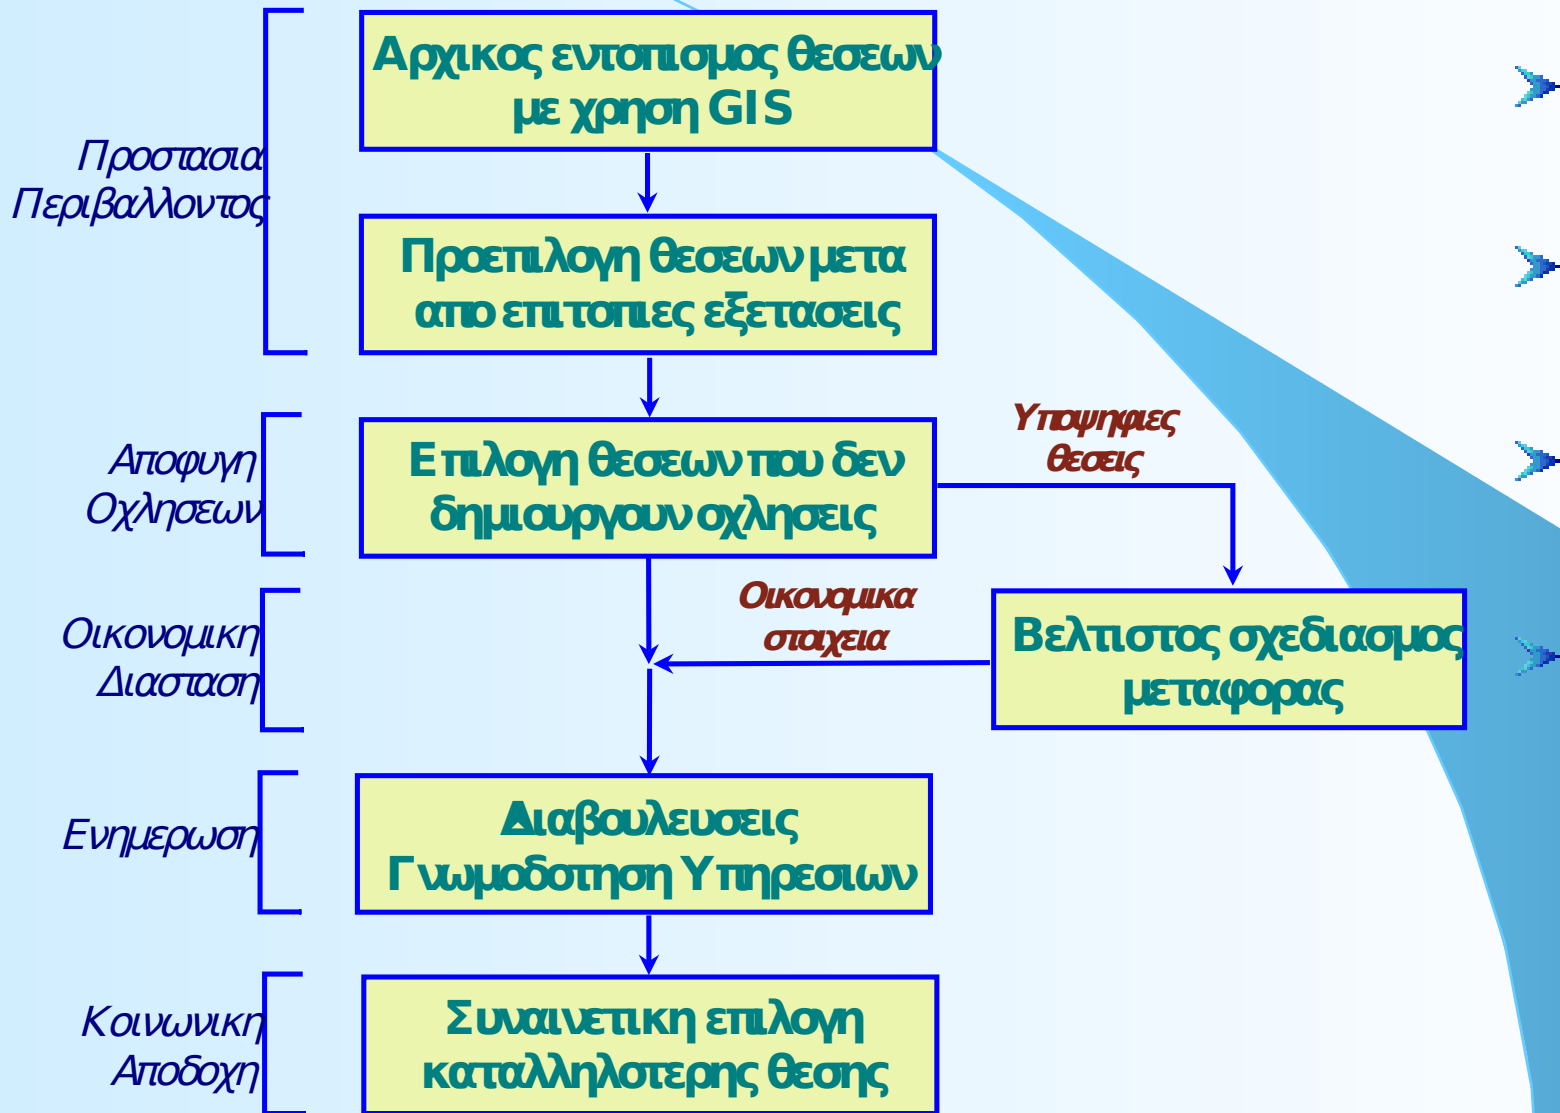 Αρχικος εντοπισμος θεσεων
με χρηση GIS
Προστασια
Περιβαλλοντος
Προεπιλογη θεσεων μετα
απο επιτοπιες εξετασεις
Αποφυγη
Οχλησεων
Επιλογη θεσεων που δεν
δημιουργουν οχλησεις
Υποψηφιες
θεσεις
Οικονομικη
Διασταση
Οικονομικα
στοιχεια
Βελτιστος σχεδιασμος
μεταφορας
Ενημερωση
Διαβουλευσεις
Γνωμοδοτηση Υπηρεσιων
Κοινωνικη
Αποδοχη
Συναινετικη επιλογη
καταλληλοτερης θεσης